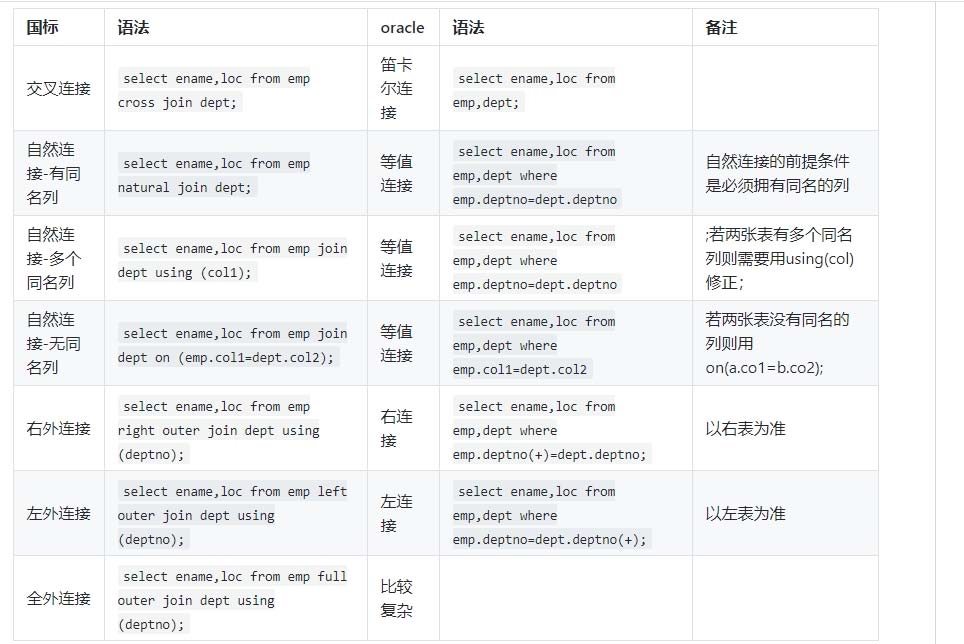 国标 语法 oracle 语法 备注
交叉连接
select ename,loc from emp
cross join dept;
笛卡
尔连
接
select ename,loc from
emp,dept;
自然连
接-有同
名列
select ename,loc from emp
natural join dept;
等值
连接
select ename,loc from
emp,dept where
emp.deptno=dept.deptno
自然连接的前提条件
是必须拥有同名的列
自然连
接-多个
同名列
select ename,loc from emp join
dept using (col1);
等值
连接
select ename,loc from
emp,dept where
emp.deptno=dept.deptno
;若两张表有多个同名
列则需要用using(col)
修正；
自然连
接-无同
名列
select ename,loc from emp join
dept on (emp.col1=dept.col2);
等值
连接
select ename,loc from
emp,dept where
emp.col1=dept.col2
若两张表没有同名的
列则用
on(a.co1=b.co2);
右外连接
select ename,loc from emp
right outer join dept using
(deptno);
右连
接
select ename,loc from
emp,dept where
emp.deptno(+)=dept.deptno;
以右表为准
左外连接
select ename,loc from emp left
outer join dept using
(deptno);
左连
接
select ename,loc from
emp,dept where
emp.deptno=dept.deptno(+);
以左表为准
全外连接
select ename,loc from emp full
outer join dept using
(deptno);
比较
复杂